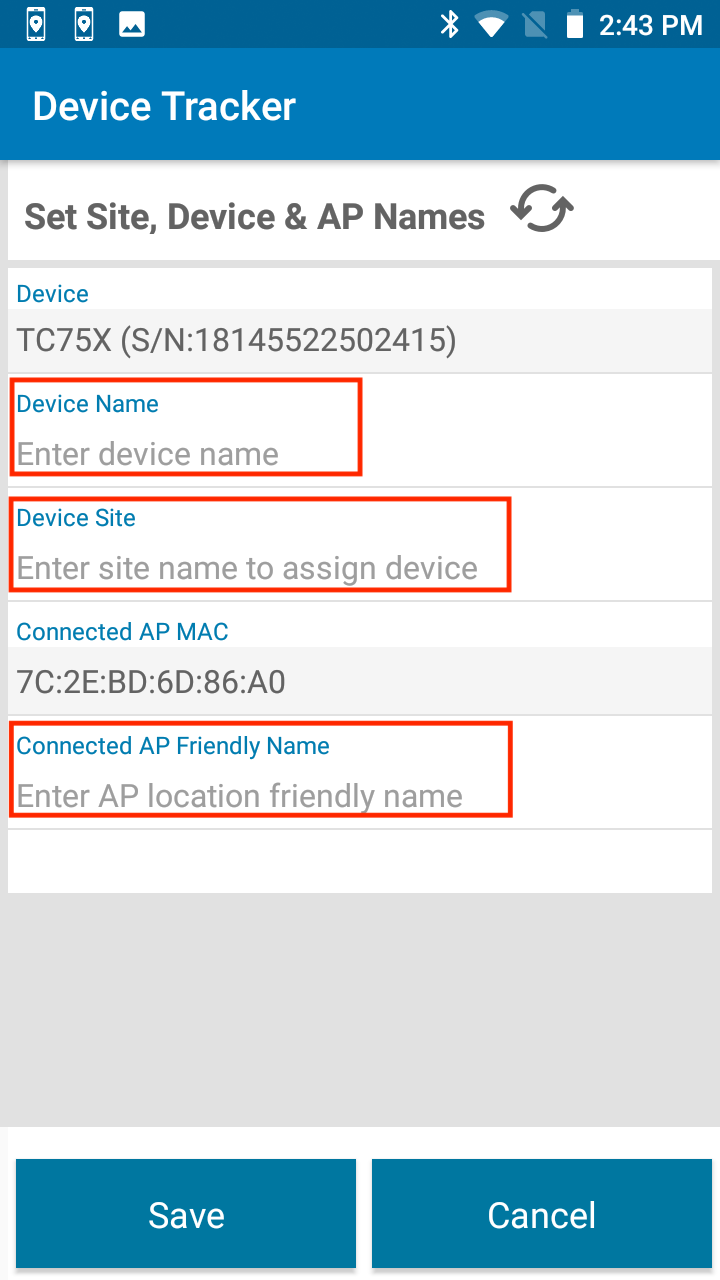 2:43 PM
Device Tracker
Set Site, Device & AP Names
Device
TC75X (S/N:18145522502415)
Device Name
Enter device name
Device Site
Enter site name to assign device
Connected AP MAC
7C:2E:BD:6D:86:A0
Connected AP Friendly Name
Enter AP location friendly name
Save Cancel